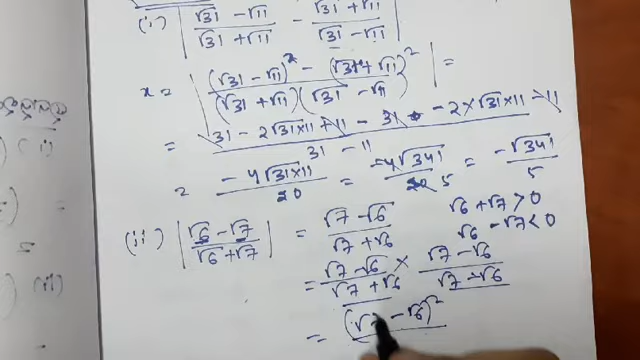 (i) | √31 − √11 / √31 + √11 − √31 + √11 / √31 − √11 |
x = | (√31 − √11)² − (√31 + √11)² / (√31 + √11)(√31 − √11) | =
= 31 − 2√31×11 + 11 − 31 − 2×√31×11 − 11 / 31 − 11
= −4√31×11 / 20 = −4√341 / 20 5 = −√341 / 5
(ii) | √6 − √7 / √6 + √7 | = √7 − √6 / √7 + √6 √6 + √7 > 0
√6 − √7 < 0
= √7 − √6 / √7 + √6 × √7 − √6 / √7 − √6
= (√7 − √6)²